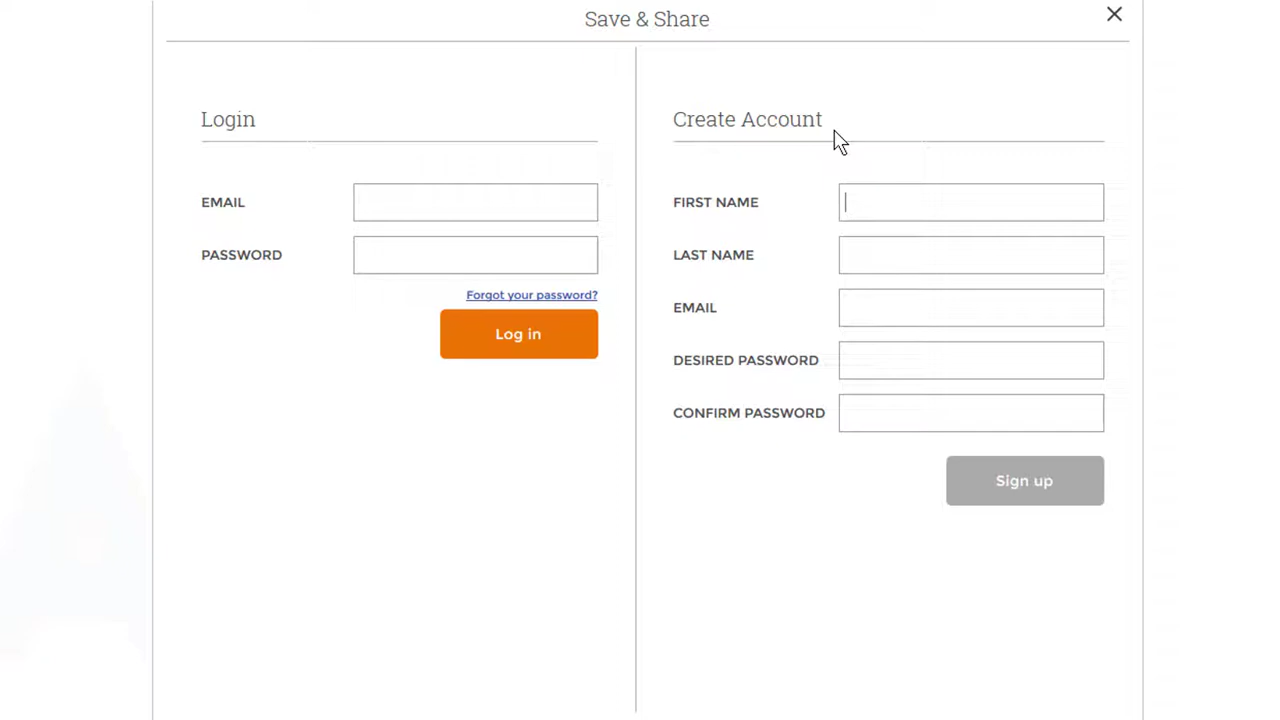 Save & Share
Login
EMAIL
PASSWORD
Forgot your password?
Log in
Create Account
FIRST NAME
LAST NAME
EMAIL
DESIRED PASSWORD
CONFIRM PASSWORD
Sign up